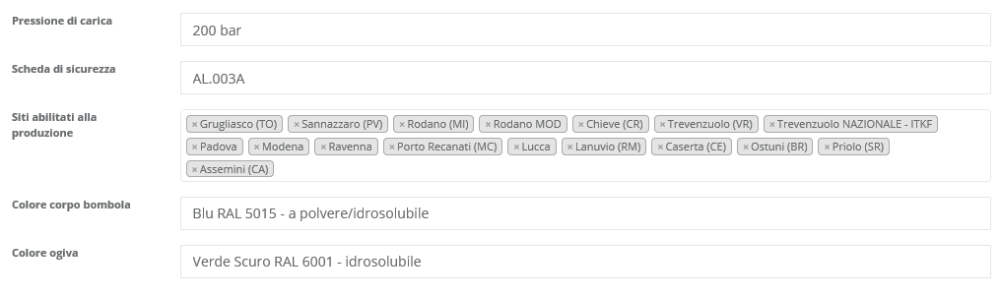 Pressione di carica
200 bar
Scheda di sicurezza
AL.003A
Siti abilitati alla
produzione
× Grugliasco (TO) × Sannazzaro (PV) × Rodano (MI) × Rodano MOD × Chieve (CR) × Trevenzuolo (VR) × Trevenzuolo NAZIONALE - ITKF
× Padova × Modena × Ravenna × Porto Recanati (MC) × Lucca × Lanuvio (RM) × Caserta (CE) × Ostuni (BR) × Priolo (SR)
× Assemini (CA)
Colore corpo bombola
Blu RAL 5015 - a polvere/idrosolubile
Colore ogiva
Verde Scuro RAL 6001 - idrosolubile